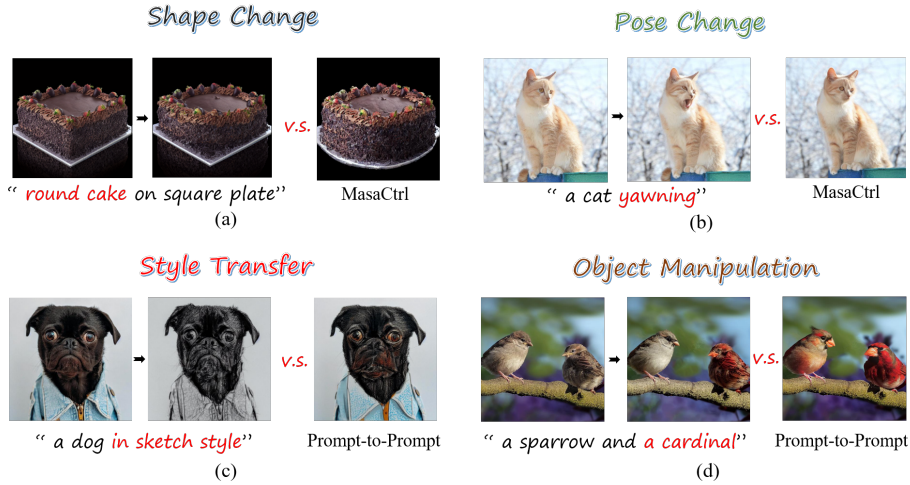 Shape Change
Pose Change
v.s.
v.s.
“ round cake on square plate”
MasaCtrl
“ a cat yawning”
MasaCtrl
(a)
(b)
Style Transfer
Object Manipulation
v.s.
v.s.
“ a dog in sketch style”
Prompt-to-Prompt
“ a sparrow and a cardinal”
Prompt-to-Prompt
(c)
(d)